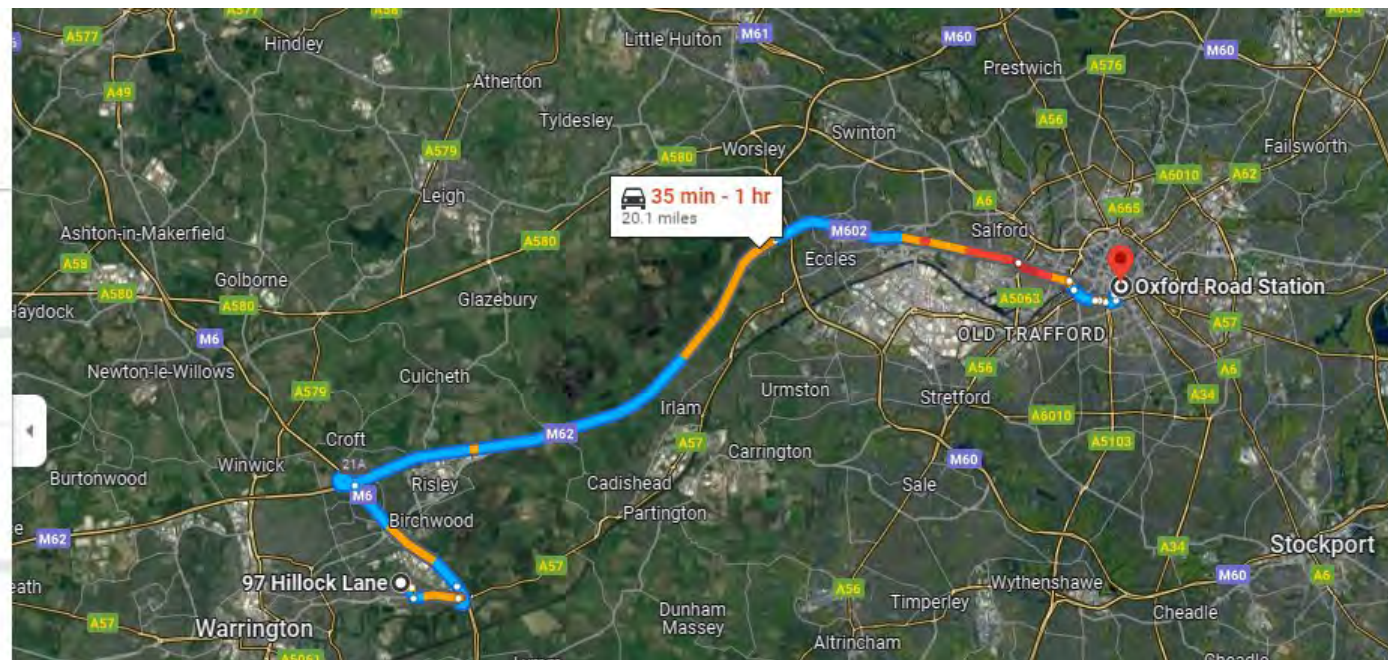 A577
A577
A58
A663
A577
Hindley
Little Hulton
M61
M60
M60
Atherton
Prestwich
A576
A49
Tyldesley
A56
Swinton
Failsworth
A579
A580
Worsley
35 min - 1 hr
20.1 miles
A6010
A62
Leigh
A6
A665
Ashton-in-Makerfield
A580
M602
Salford
A58
Eccles
Golborne
A580
A580
Glazebury
A5063
Oxford Road Station
Haydock
M6
OLD TRAFFORD
A57
Newton-le-Willows
Culcheth
Urmston
A56
A6
A579
Irlam
Stretford
A34
M62
A57
A6010
Croft
Carrington
A5103
Winwick
21A
M60
Burtonwood
M6
Risley
Cadishead
Sale
Birchwood
Partington
M62
A34
Stockport
97 Hillock Lane
A57
M60
A6
A56
Wythenshawe
Timperley
Dunham
Massey
Cheadle
A57
Warrington
Altrincham
A5061
Cheadle